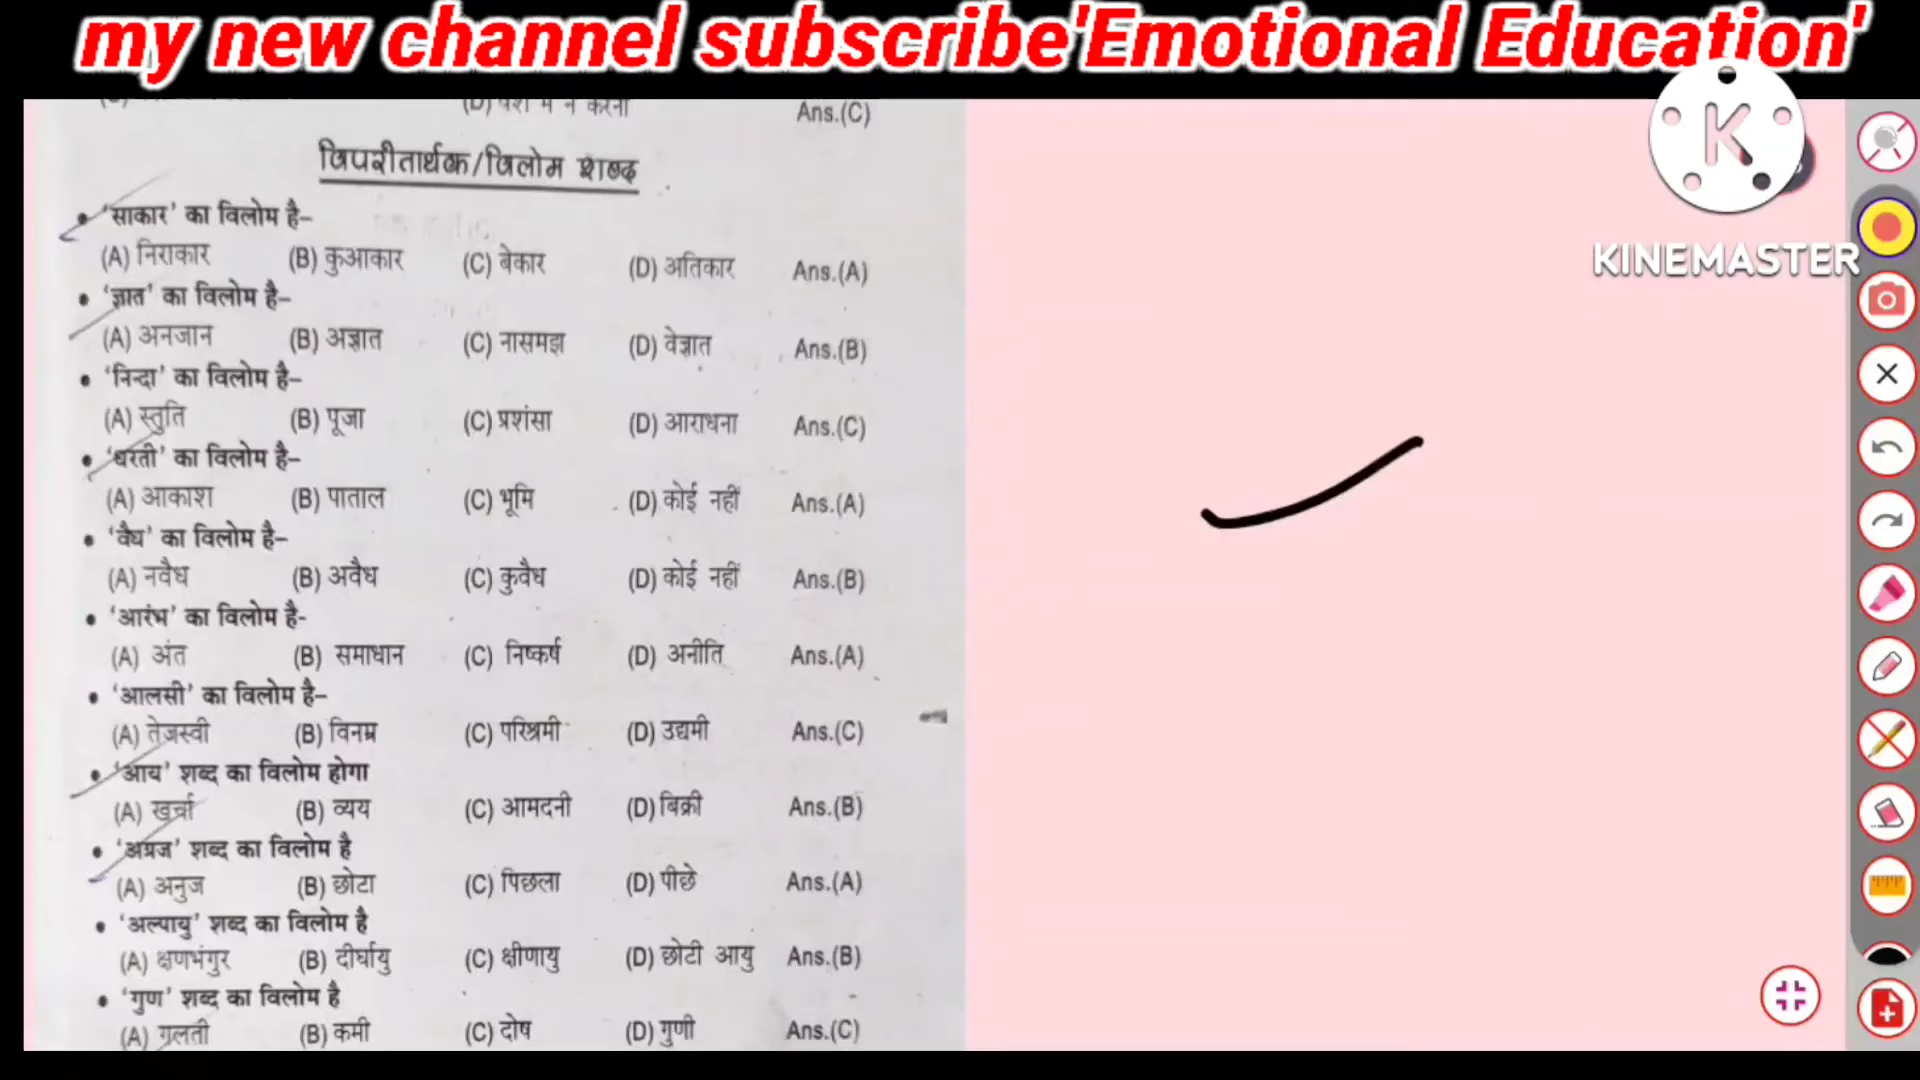 my new channel subscribe'Emotional Education'
(D) पेश में न करना Ans.(C)
विपरीतार्थक/विलोम शब्द
• 'साकार' का विलोम है–
(A) निराकार (B) कुआकार (C) बेकार (D) अतिकार Ans.(A)
• 'ज्ञात' का विलोम है–
(A) अनजान (B) अज्ञात (C) नासमझ (D) वेज्ञात Ans.(B)
• 'निन्दा' का विलोम है–
(A) स्तुति (B) पूजा (C) प्रशंसा (D) आराधना Ans.(C)
• 'धरती' का विलोम है–
(A) आकाश (B) पाताल (C) भूमि (D) कोई नहीं Ans.(A)
• 'वैध' का विलोम है–
(A) नवैध (B) अवैध (C) कुवैध (D) कोई नहीं Ans.(B)
• 'आरंभ' का विलोम है-
(A) अंत (B) समाधान (C) निष्कर्ष (D) अनीति Ans.(A)
• 'आलसी' का विलोम है–
(A) तेजस्वी (B) विनम्र (C) परिश्रमी (D) उद्यमी Ans.(C)
• 'आय' शब्द का विलोम होगा
(A) खर्चा (B) व्यय (C) आमदनी (D) बिक्री Ans.(B)
• 'अग्रज' शब्द का विलोम है
(A) अनुज (B) छोटा (C) पिछला (D) पीछे Ans.(A)
• 'अल्पायु' शब्द का विलोम है
(A) क्षणभंगुर (B) दीर्घायु (C) क्षीणायु (D) छोटी आयु Ans.(B)
• 'गुण' शब्द का विलोम है
(A) गलती (B) कमी (C) दोष (D) गुणी Ans.(C)
K
KINEMASTER